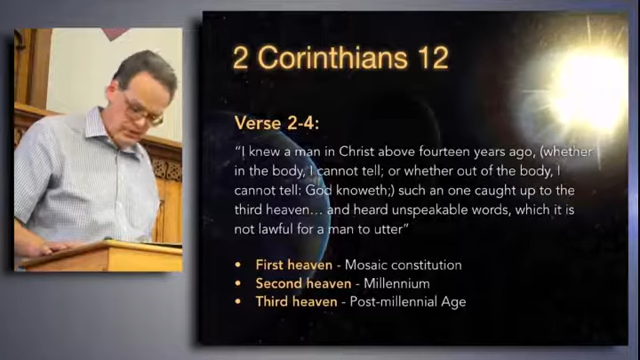 2 Corinthians 12
Verse 2-4:
“I knew a man in Christ above fourteen years ago, (whether
in the body, I cannot tell; or whether out of the body, I
cannot tell: God knoweth;) such an one caught up to the
third heaven… and heard unspeakable words, which it is
not lawful for a man to utter”
• First heaven - Mosaic constitution
• Second heaven - Millennium
• Third heaven - Post-millennial Age